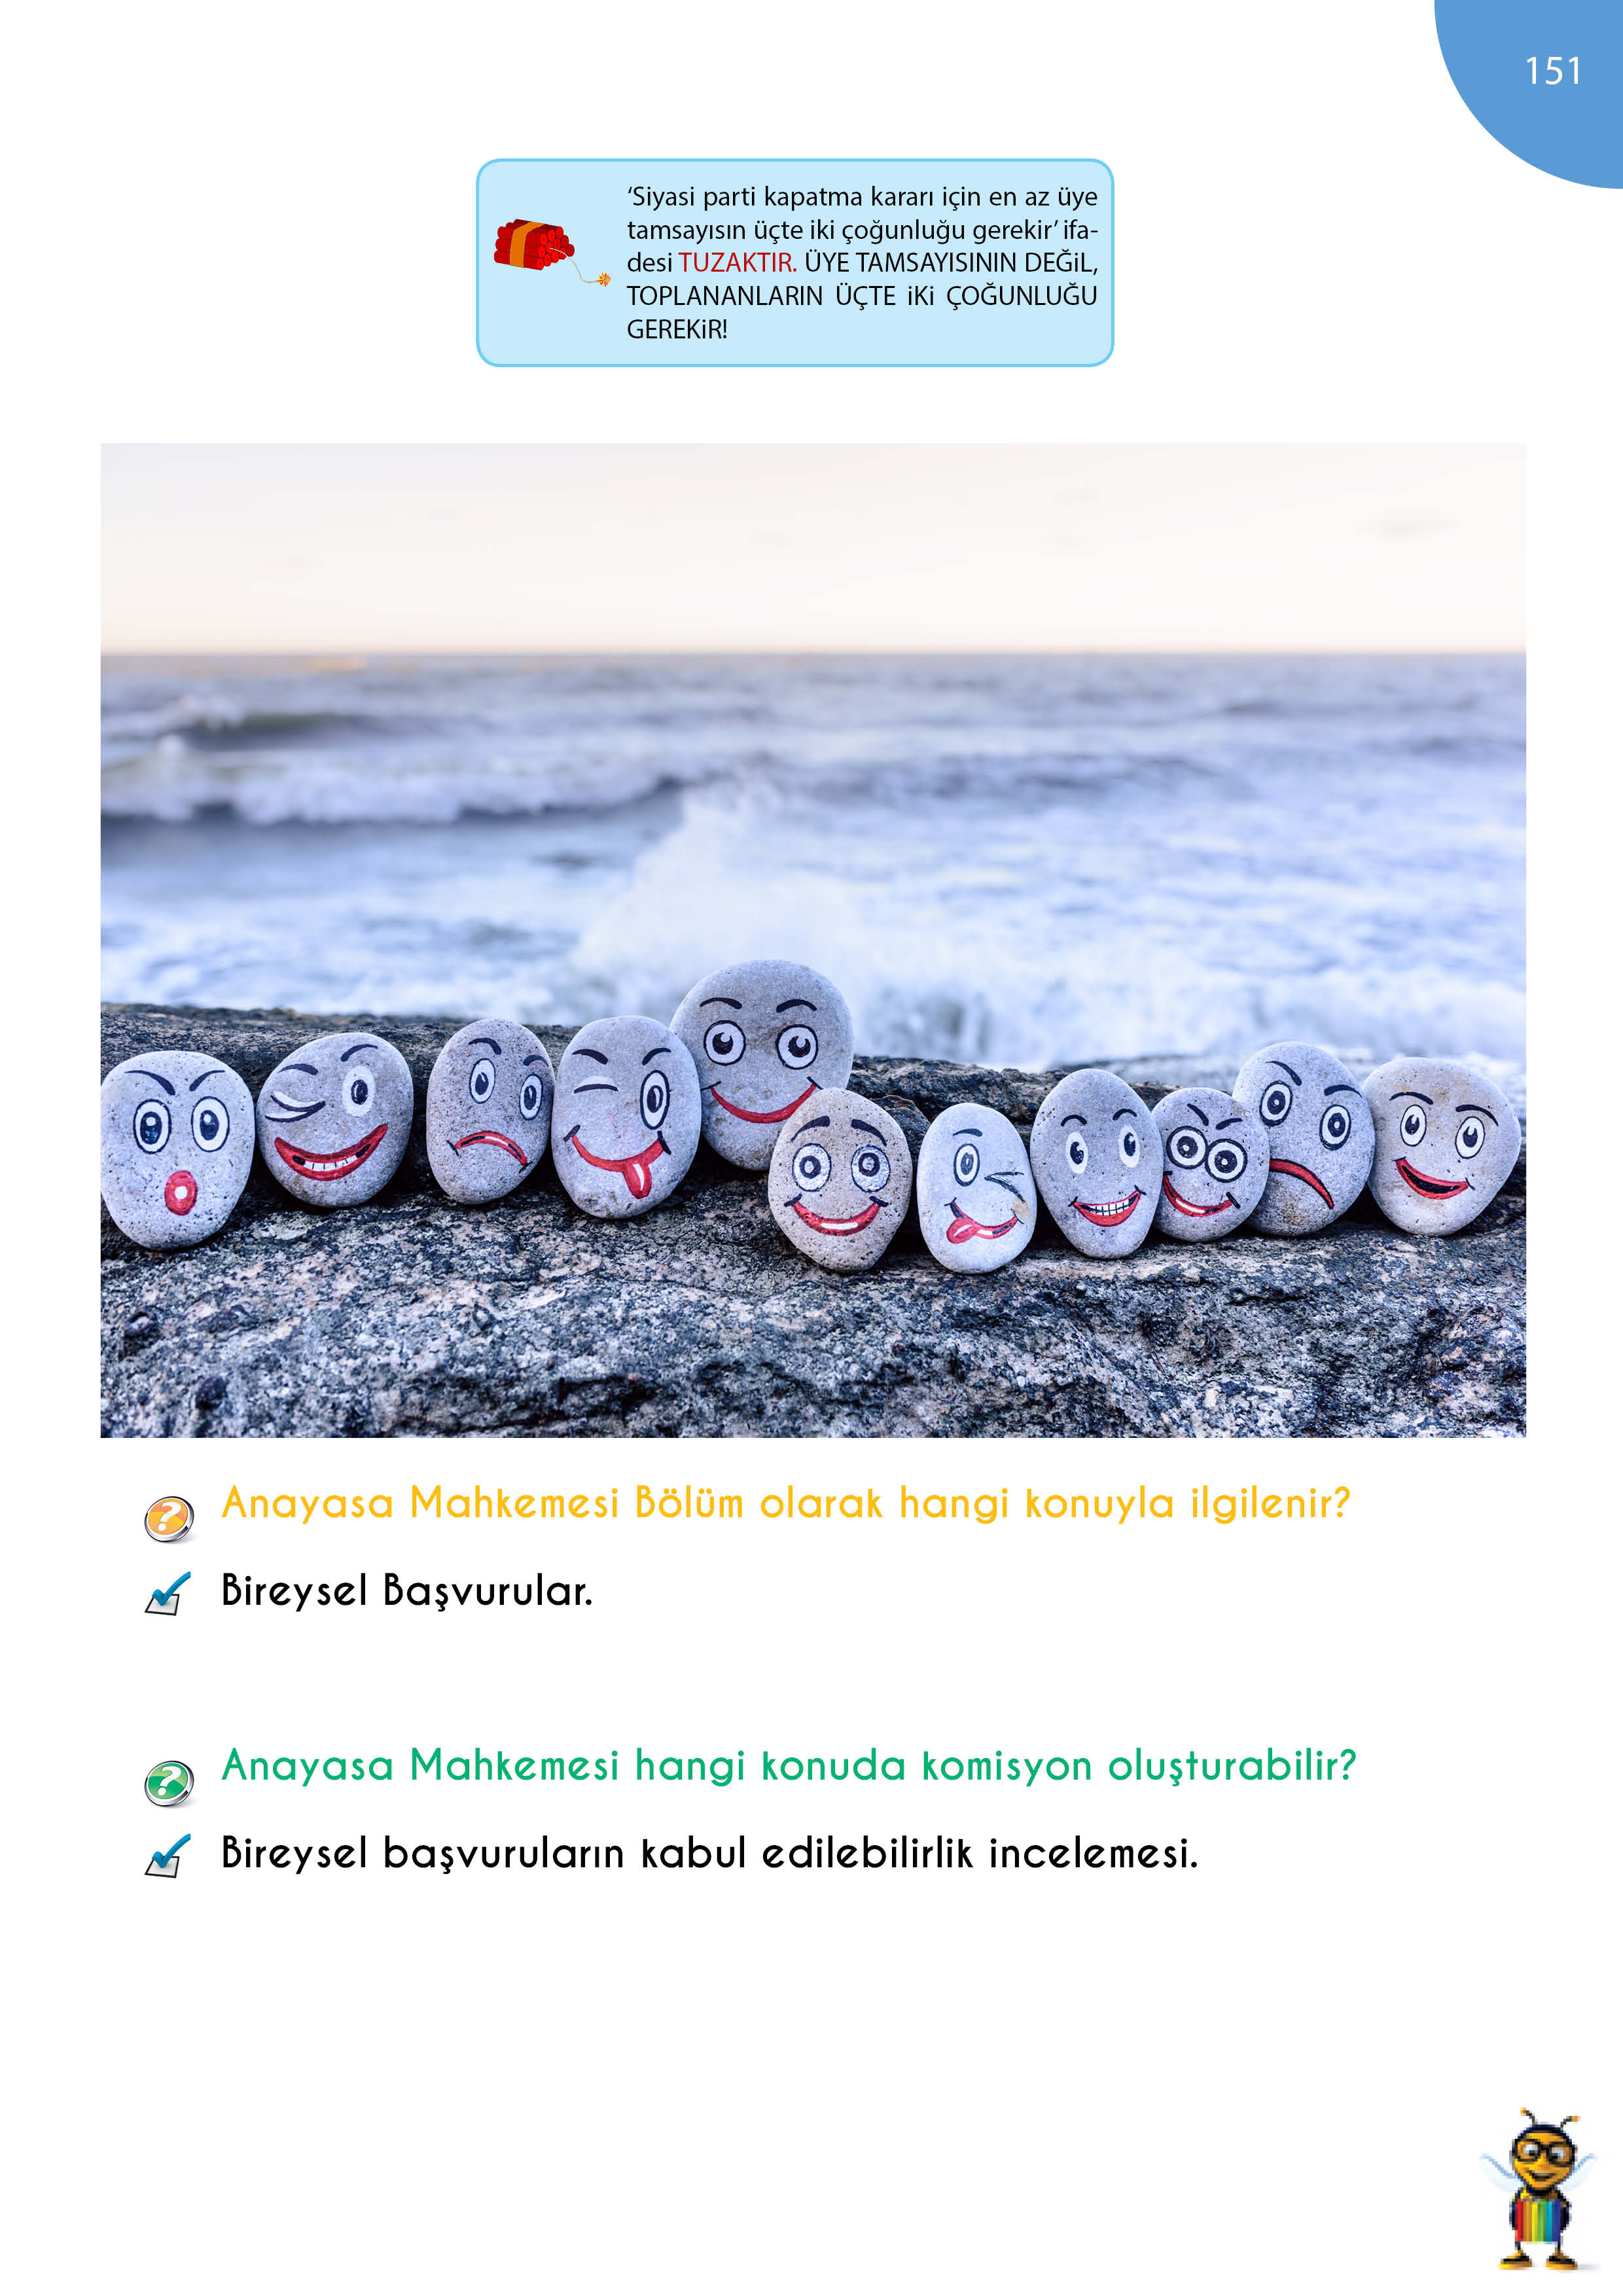 151
‘Siyasi parti kapatma kararı için en az üye
tamsayısın üçte iki çoğunluğu gerekir’ ifa-
desi TUZAKTIR. ÜYE TAMSAYISININ DEĞiL,
TOPLANANLARIN ÜÇTE iKi ÇOĞUNLUĞU
GEREKiR!
Anayasa Mahkemesi Bölüm olarak hangi konuyla ilgilenir?
Bireysel Başvurular.
Anayasa Mahkemesi hangi konuda komisyon oluşturabilir?
Bireysel başvuruların kabul edilebilirlik incelemesi.